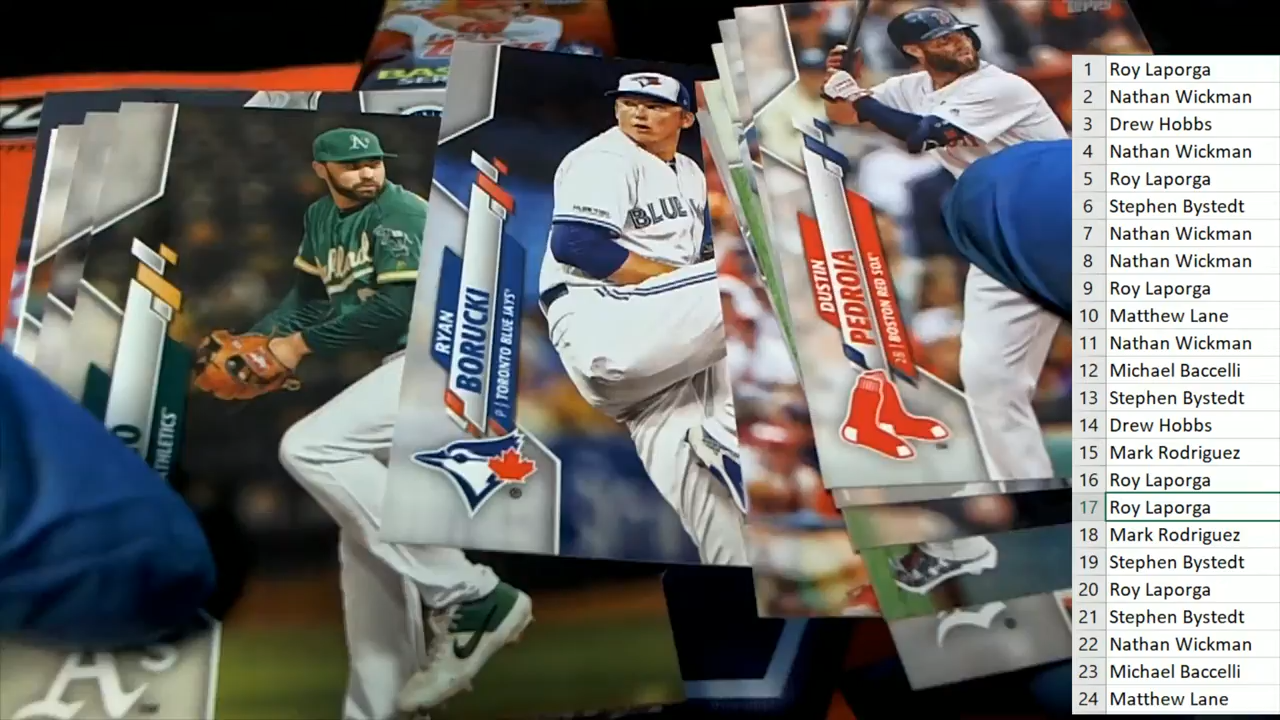 TOPPS
RYAN
BORUCKI
P | TORONTO BLUE JAYS®
BLUE
DUSTIN
PEDROIA
2B | BOSTON RED SOX®
ATHLETICS®
A's
1 Roy Laporga
2 Nathan Wickman
3 Drew Hobbs
4 Nathan Wickman
5 Roy Laporga
6 Stephen Bystedt
7 Nathan Wickman
8 Nathan Wickman
9 Roy Laporga
10 Matthew Lane
11 Nathan Wickman
12 Michael Baccelli
13 Stephen Bystedt
14 Drew Hobbs
15 Mark Rodriguez
16 Roy Laporga
17 Roy Laporga
18 Mark Rodriguez
19 Stephen Bystedt
20 Roy Laporga
21 Stephen Bystedt
22 Nathan Wickman
23 Michael Baccelli
24 Matthew Lane